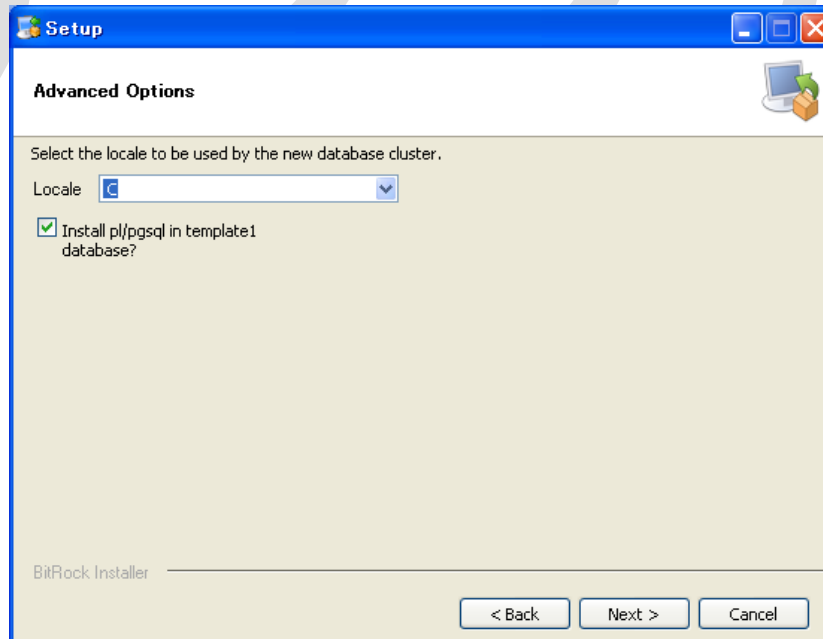 Setup
Advanced Options
Select the locale to be used by the new database cluster.
Locale C
Install pl/pgsql in template1
database?
BitRock Installer
< Back Next > Cancel